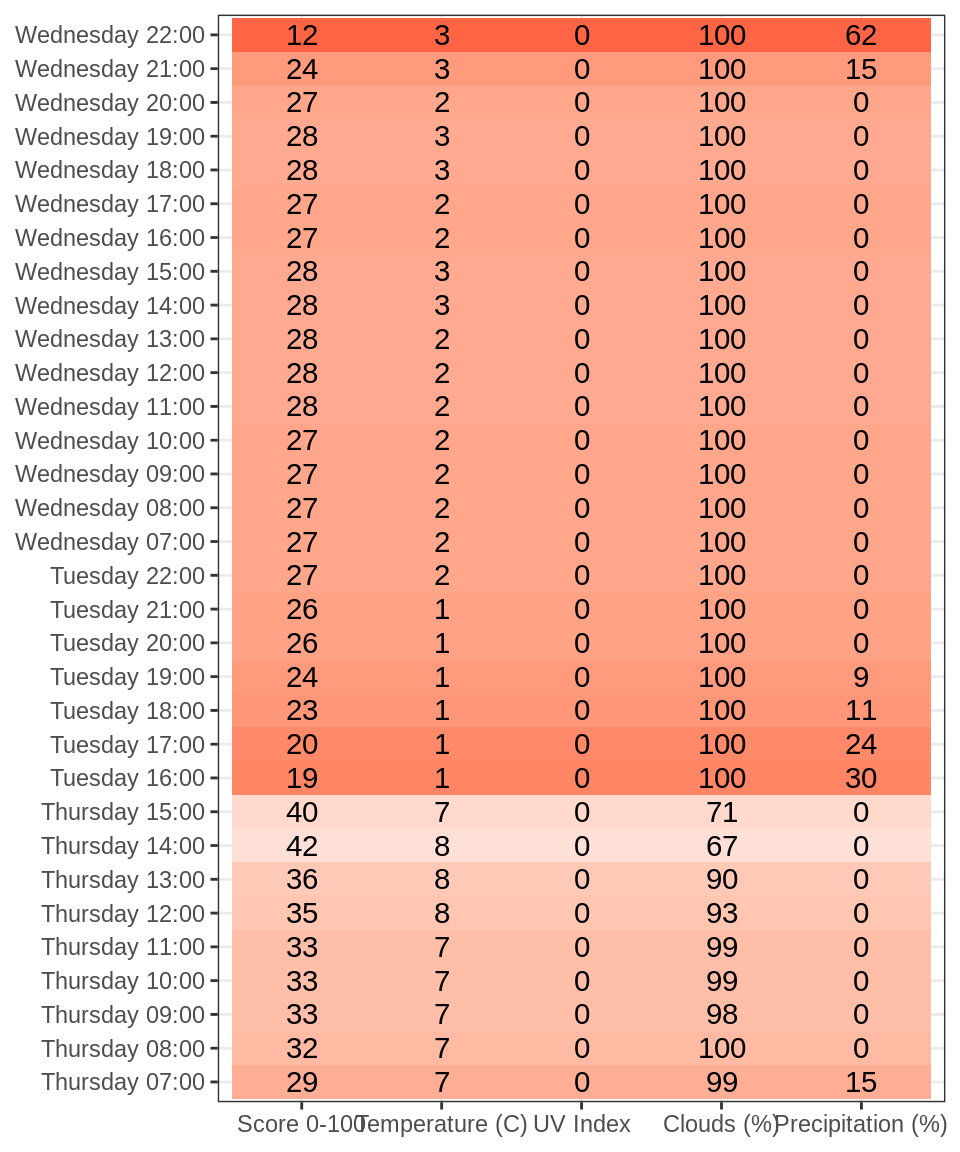 Wednesday 22:00 12 3 0 100 62
Wednesday 21:00 24 3 0 100 15
Wednesday 20:00 27 2 0 100 0
Wednesday 19:00 28 3 0 100 0
Wednesday 18:00 28 3 0 100 0
Wednesday 17:00 27 2 0 100 0
Wednesday 16:00 27 2 0 100 0
Wednesday 15:00 28 3 0 100 0
Wednesday 14:00 28 3 0 100 0
Wednesday 13:00 28 2 0 100 0
Wednesday 12:00 28 2 0 100 0
Wednesday 11:00 28 2 0 100 0
Wednesday 10:00 27 2 0 100 0
Wednesday 09:00 27 2 0 100 0
Wednesday 08:00 27 2 0 100 0
Wednesday 07:00 27 2 0 100 0
Tuesday 22:00 27 2 0 100 0
Tuesday 21:00 26 1 0 100 0
Tuesday 20:00 26 1 0 100 0
Tuesday 19:00 24 1 0 100 9
Tuesday 18:00 23 1 0 100 11
Tuesday 17:00 20 1 0 100 24
Tuesday 16:00 19 1 0 100 30
Thursday 15:00 40 7 0 71 0
Thursday 14:00 42 8 0 67 0
Thursday 13:00 36 8 0 90 0
Thursday 12:00 35 8 0 93 0
Thursday 11:00 33 7 0 99 0
Thursday 10:00 33 7 0 99 0
Thursday 09:00 33 7 0 98 0
Thursday 08:00 32 7 0 100 0
Thursday 07:00 29 7 0 99 15
Score 0-100 Temperature (C) UV Index Clouds (%) Precipitation (%)